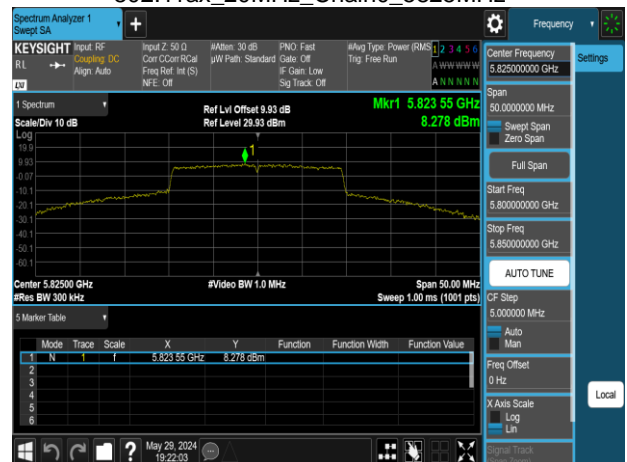 Spectrum Analyzer 1
Swept SA
+
Frequency
KEYSIGHT Input: RF Input Z: 50 Ω #Atten: 30 dB PNO: Fast #Avg Type: Power (RMS 1 2 3 4 5 6
RL Coupling: DC Corr CCorr RCal µW Path: Standard Gate: Off Trig: Free Run A W W W W W
Align: Auto Freq Ref: Int (S) IF Gain: Low
LXI NFE: Off Sig Track: Off A N N N N N
Center Frequency
5.825000000 GHz
Settings
Span
50.0000000 MHz
Swept Span
Zero Span
Full Span
Start Freq
5.800000000 GHz
Stop Freq
5.850000000 GHz
AUTO TUNE
CF Step
5.000000 MHz
Auto
Man
Freq Offset
0 Hz
X Axis Scale
Log
Lin
Signal Track
Local
1 Spectrum
Scale/Div 10 dB
Ref Lvl Offset 9.93 dB
Ref Level 29.93 dBm
Mkr1 5.823 55 GHz
8.278 dBm
Log
19.9
9.93
-0.07
-10.1
-20.1
-30.1
-40.1
-50.1
-60.1
1
Center 5.82500 GHz #Video BW 1.0 MHz Span 50.00 MHz
#Res BW 300 kHz Sweep 1.00 ms (1001 pts)
5 Marker Table
Mode Trace Scale X Y Function Function Width Function Value
1 N 1 f 5.823 55 GHz 8.278 dBm
2
3
4
5
6
? May 29, 2024
19:22:03